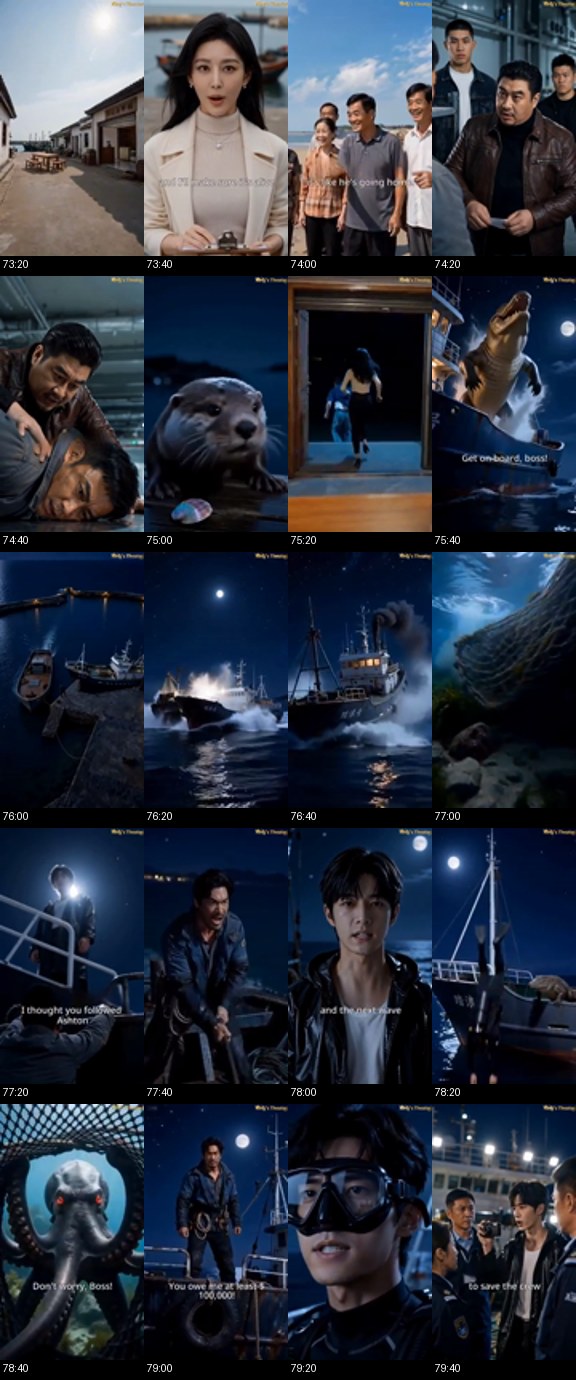 73:20
73:40
74:00
74:20
and I'll make sure it's
like he's going home
74:40
75:00
75:20
75:40
Get on board, boss!
76:00
76:20
76:40
77:00
77:20
77:40
78:00
78:20
I thought you followed
Ashton
and the next wave
78:40
79:00
79:20
79:40
Don't worry, Boss!
You owe me at least $
100,000!
to save the crew